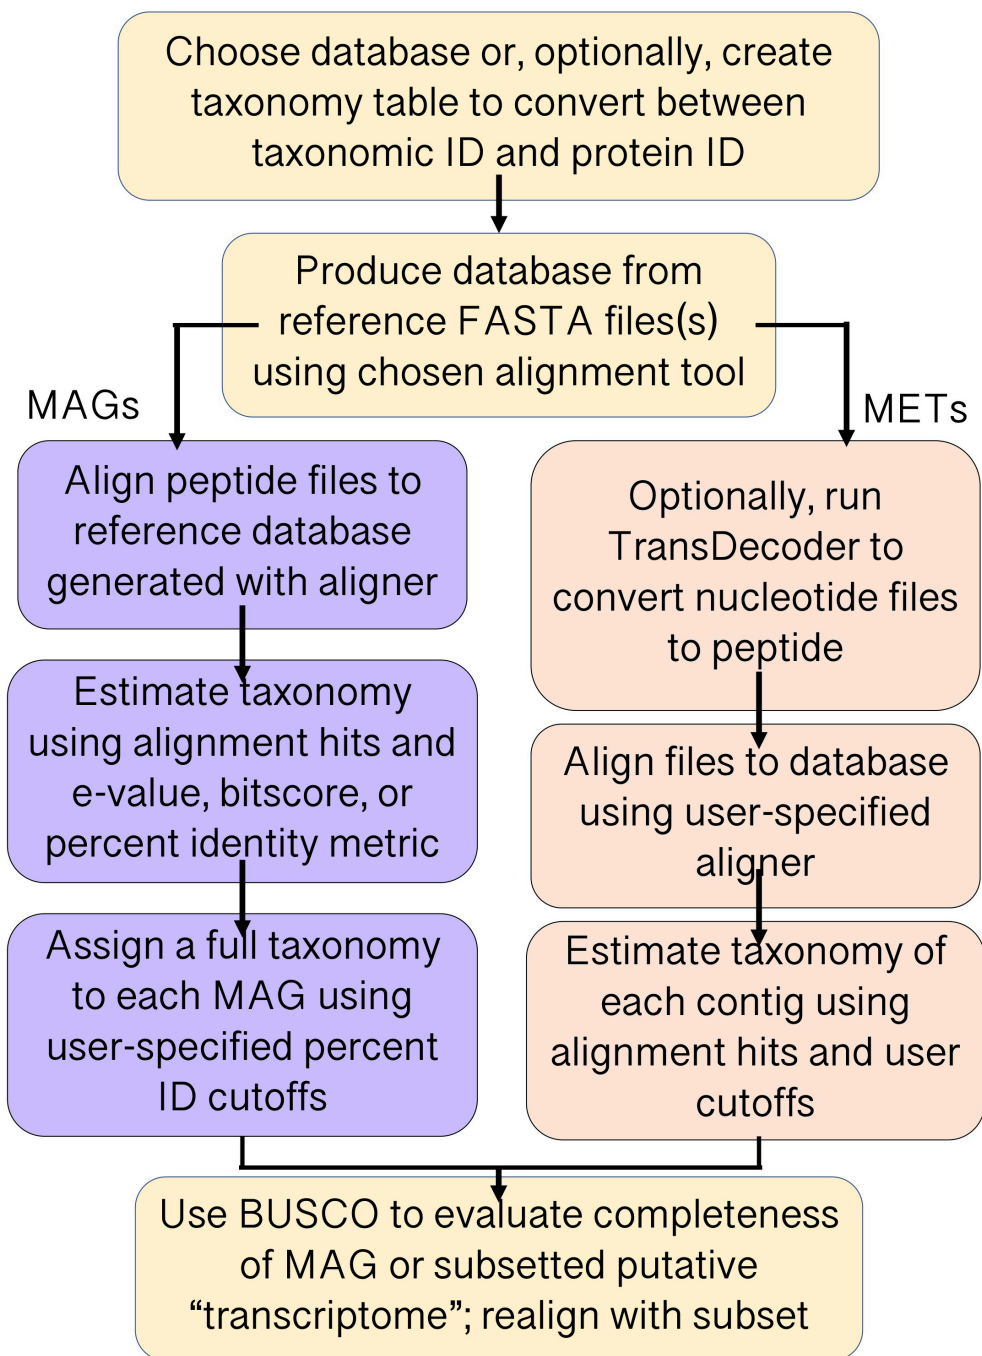 Choose database or, optionally, create
taxonomy table to convert between
taxonomic ID and protein ID
Produce database from
reference FASTA files(s)
using chosen alignment tool
MAGs
METs
Align peptide files to
reference database
generated with aligner
Estimate taxonomy
using alignment hits and
e-value, bitscore, or
percent identity metric
Assign a full taxonomy
to each MAG using
user-specified percent
ID cutoffs
Optionally, run
TransDecoder to
convert nucleotide files
to peptide
Align files to database
using user-specified
aligner
Estimate taxonomy of
each contig using
alignment hits and user
cutoffs
Use BUSCO to evaluate completeness
of MAG or subsetted putative
“transcriptome”; realign with subset